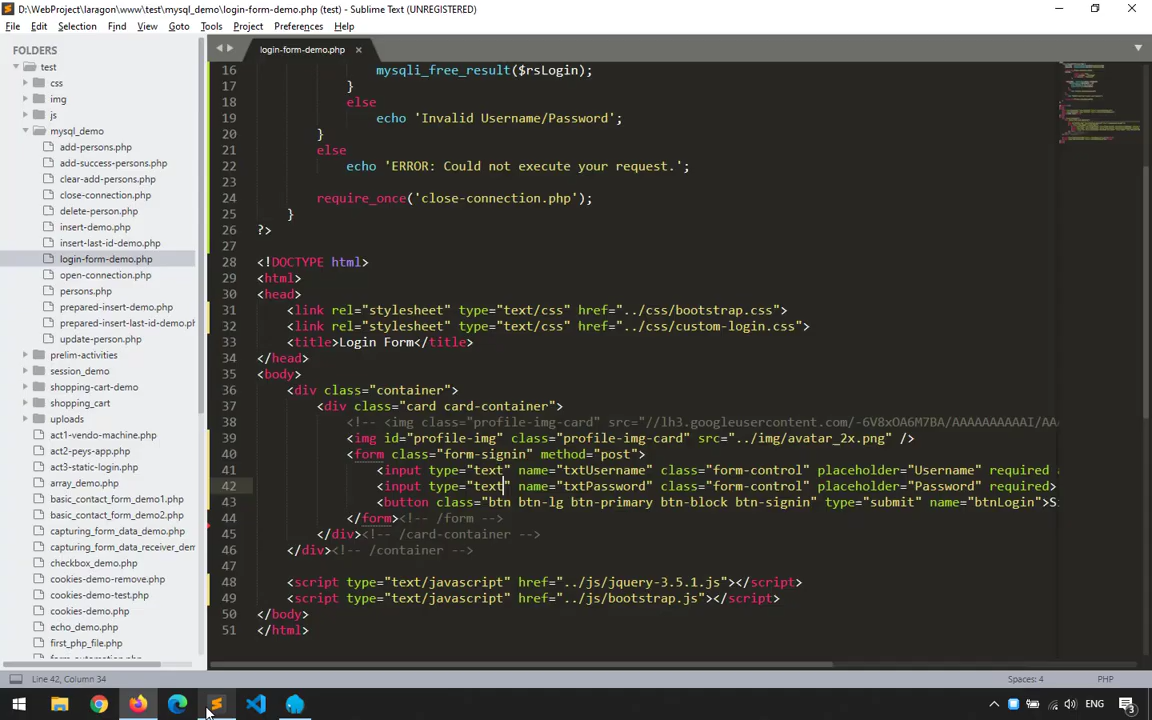 D:\WebProject\laragon\www\test\mysql_demo\login-form-demo.php (test) - Sublime Text (UNREGISTERED)
File Edit Selection Find View Goto Tools Project Preferences Help
FOLDERS
test
css
img
js
mysql_demo
add-persons.php
add-success-persons.php
clear-add-persons.php
close-connection.php
delete-person.php
insert-demo.php
insert-last-id-demo.php
login-form-demo.php
open-connection.php
persons.php
prepared-insert-demo.php
prepared-insert-last-id-demo.ph
update-person.php
prelim-activities
session_demo
shopping-cart-demo
shopping_cart
uploads
act1-vendo-machine.php
act2-peys-app.php
act3-static-login.php
array_demo.php
basic_contact_form_demo1.php
basic_contact_form_demo2.php
capturing_form_data_demo.php
capturing_form_data_receiver_dem
checkbox_demo.php
cookies-demo-remove.php
cookies-demo-test.php
cookies-demo.php
echo_demo.php
first_php_file.php
login-form-demo.php
16 mysqli_free_result($rsLogin);
17 }
18 else
19 echo 'Invalid Username/Password';
20 }
21 else
22 echo 'ERROR: Could not execute your request.';
23
24 require_once('close-connection.php');
25 }
26 ?>
27
28 <!DOCTYPE html>
29 <html>
30 <head>
31 <link rel="stylesheet" type="text/css" href="../css/bootstrap.css">
32 <link rel="stylesheet" type="text/css" href="../css/custom-login.css">
33 <title>Login Form</title>
34 </head>
35 <body>
36 <div class="container">
37 <div class="card card-container">
38 <!-- <img class="profile-img-card" src="//lh3.googleusercontent.com/-6V8xOA6M7BA/AAAAAAAAAAI/AA
39 <img id="profile-img" class="profile-img-card" src="../img/avatar_2x.png" />
40 <form class="form-signin" method="post">
41 <input type="text" name="txtUsername" class="form-control" placeholder="Username" required a
42 <input type="text" name="txtPassword" class="form-control" placeholder="Password" required>
43 <button class="btn btn-lg btn-primary btn-block btn-signin" type="submit" name="btnLogin">S
44 </form><!-- /form -->
45 </div><!-- /card-container -->
46 </div><!-- /container -->
47
48 <script type="text/javascript" href="../js/jquery-3.5.1.js"></script>
49 <script type="text/javascript" href="../js/bootstrap.js"></script>
50 </body>
51 </html>
Line 42, Column 34
Spaces: 4
PHP
ENG
3